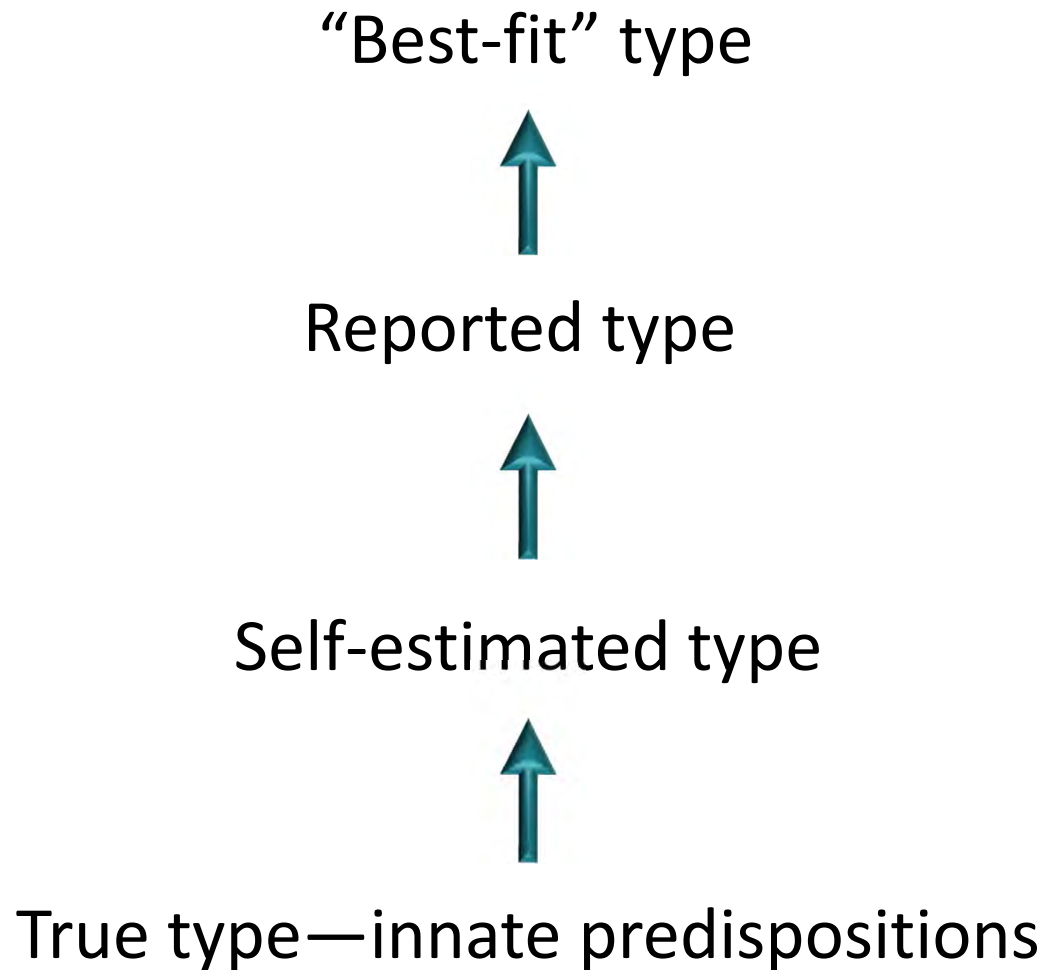 “Best-fit” type
Reported type
Self-estimated type
True type—innate predispositions